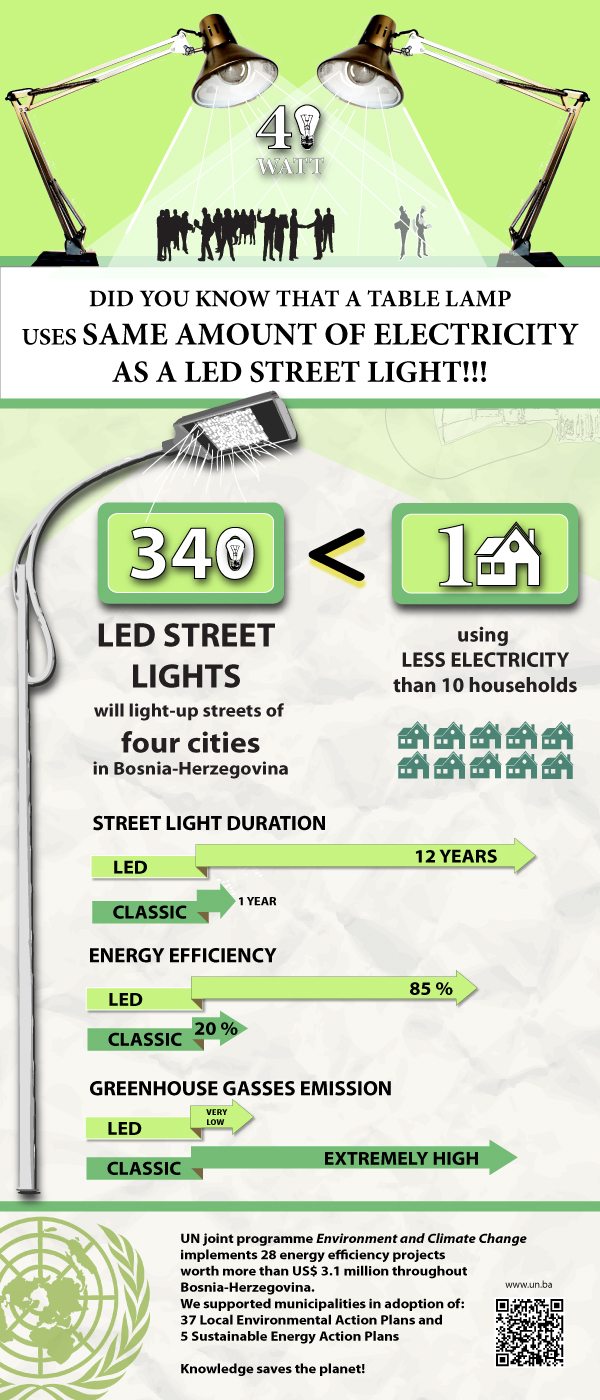 40
WATT
DID YOU KNOW THAT A TABLE LAMP
USES SAME AMOUNT OF ELECTRICITY
AS A LED STREET LIGHT!!!
340 < 1
LED STREET
LIGHTS
will light-up streets of
four cities
in Bosnia-Herzegovina
using
LESS ELECTRICITY
than 10 households
STREET LIGHT DURATION
LED 12 YEARS
CLASSIC 1 YEAR
ENERGY EFFICIENCY
LED 85 %
CLASSIC 20 %
GREENHOUSE GASSES EMISSION
LED VERY LOW
CLASSIC EXTREMELY HIGH
UN joint programme Environment and Climate Change
implements 28 energy efficiency projects
worth more than US$ 3.1 million throughout
Bosnia-Herzegovina.
We supported municipalities in adoption of:
37 Local Environmental Action Plans and
5 Sustainable Energy Action Plans
Knowledge saves the planet!
www.un.ba